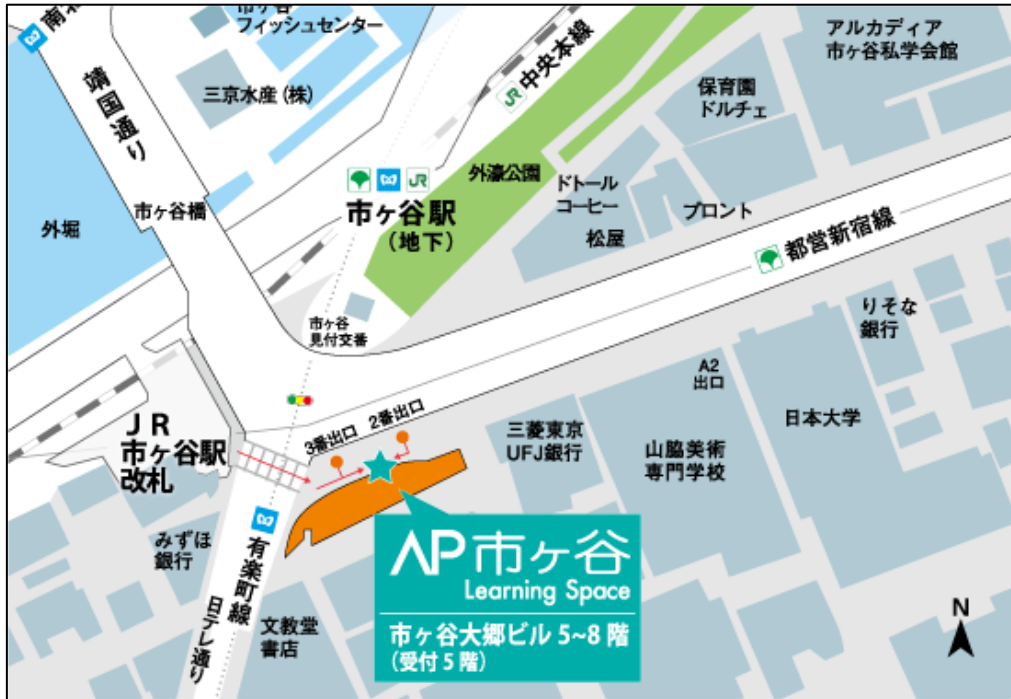 市ヶ谷
フィッシュセンター
三京水産(株)
靖国通り
外堀
市ヶ谷橋
JR
中央本線
JR
市ヶ谷駅
(地下)
外濠公園
アルカディア
市ヶ谷私学会館
保育園
ドルチェ
ドトール
コーヒー
松屋
プロント
都営新宿線
りそな
銀行
市ヶ谷
見付交番
A2
出口
日本大学
山脇美術
専門学校
三菱東京
UFJ銀行
3番出口
2番出口
JR
市ヶ谷駅
改札
みずほ
銀行
有楽町線
日テレ通り
文教堂
書店
AP市ヶ谷
Learning Space
市ヶ谷大郷ビル 5~8 階
(受付 5 階)
N